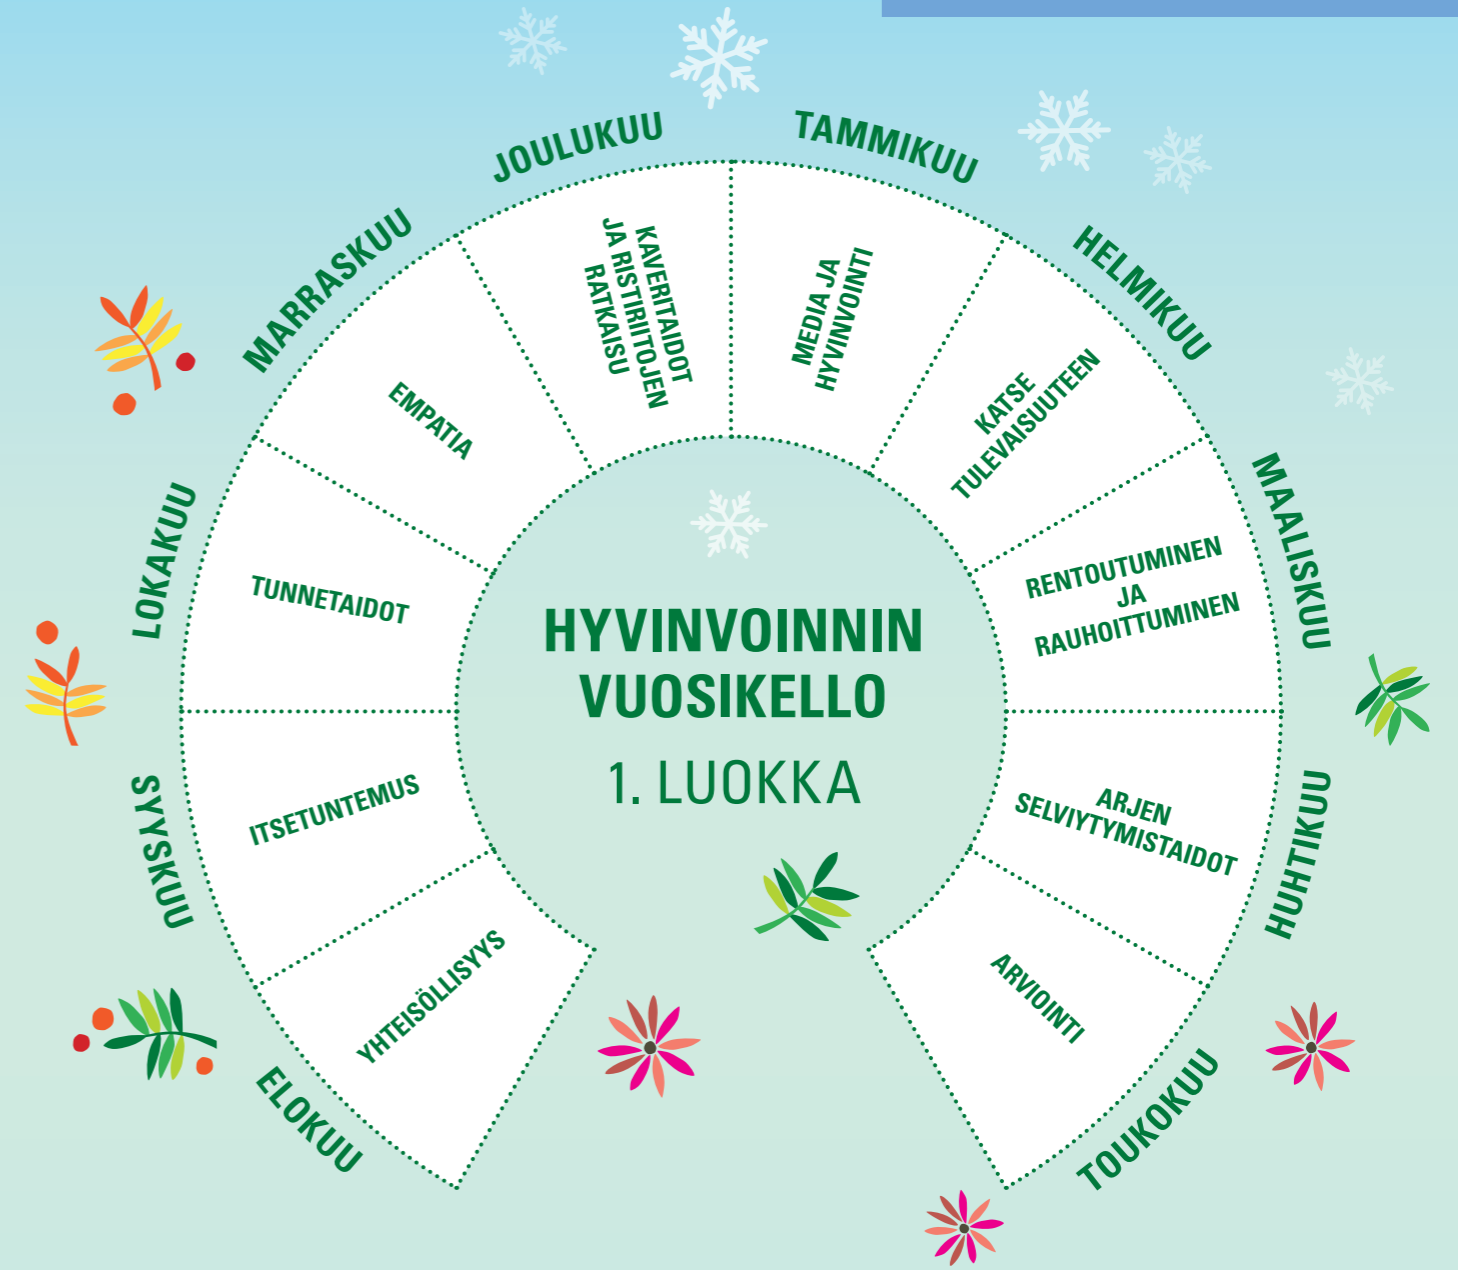 HYVINVOINNIN
VUOSIKELLO
1. LUOKKA
ELOKUU
YHTEISÖLLISYYS
SYYSKUU
ITSETUNTEMUS
LOKAKUU
TUNNETAIDOT
MARRASKUU
EMPATIA
JOULUKUU
KAVERITAIDOT
JA RISTIRIITOJEN
RATKAISU
TAMMIKUU
MEDIA JA
HYVINVOINTI
HELMIKUU
KATSE
TULEVAISUUTEEN
MAALISKUU
RENTOUTUMINEN
JA
RAUHOITTUMINEN
HUHTIKUU
ARJEN
SELVIYTYMISTAIDOT
TOUKOKUU
ARVIOINTI